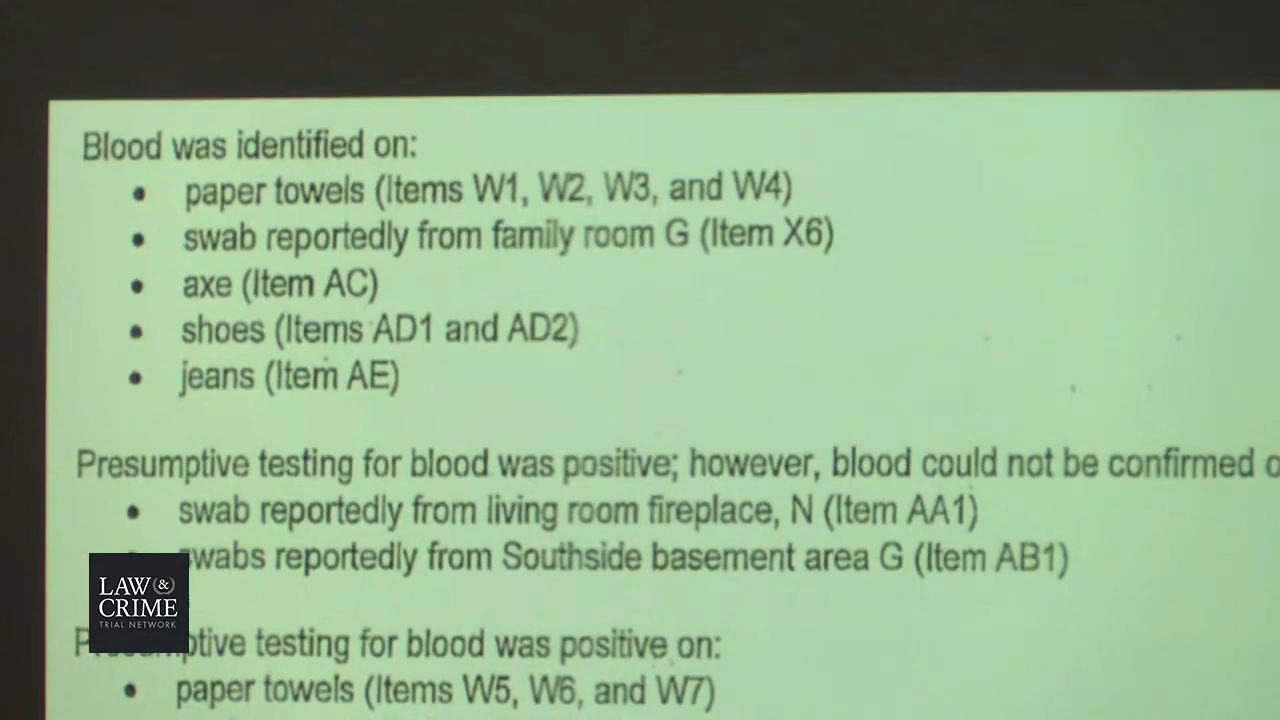 Blood was identified on:
• paper towels (Items W1, W2, W3, and W4)
• swab reportedly from family room G (Item X6)
• axe (Item AC)
• shoes (Items AD1 and AD2)
• jeans (Item AE)
Presumptive testing for blood was positive; however, blood could not be confirmed
• swab reportedly from living room fireplace, N (Item AA1)
swabs reportedly from Southside basement area G (Item AB1)
LAW & CRIME
TRIAL NETWORK
testing for blood was positive on:
• paper towels (Items W5, W6, and W7)